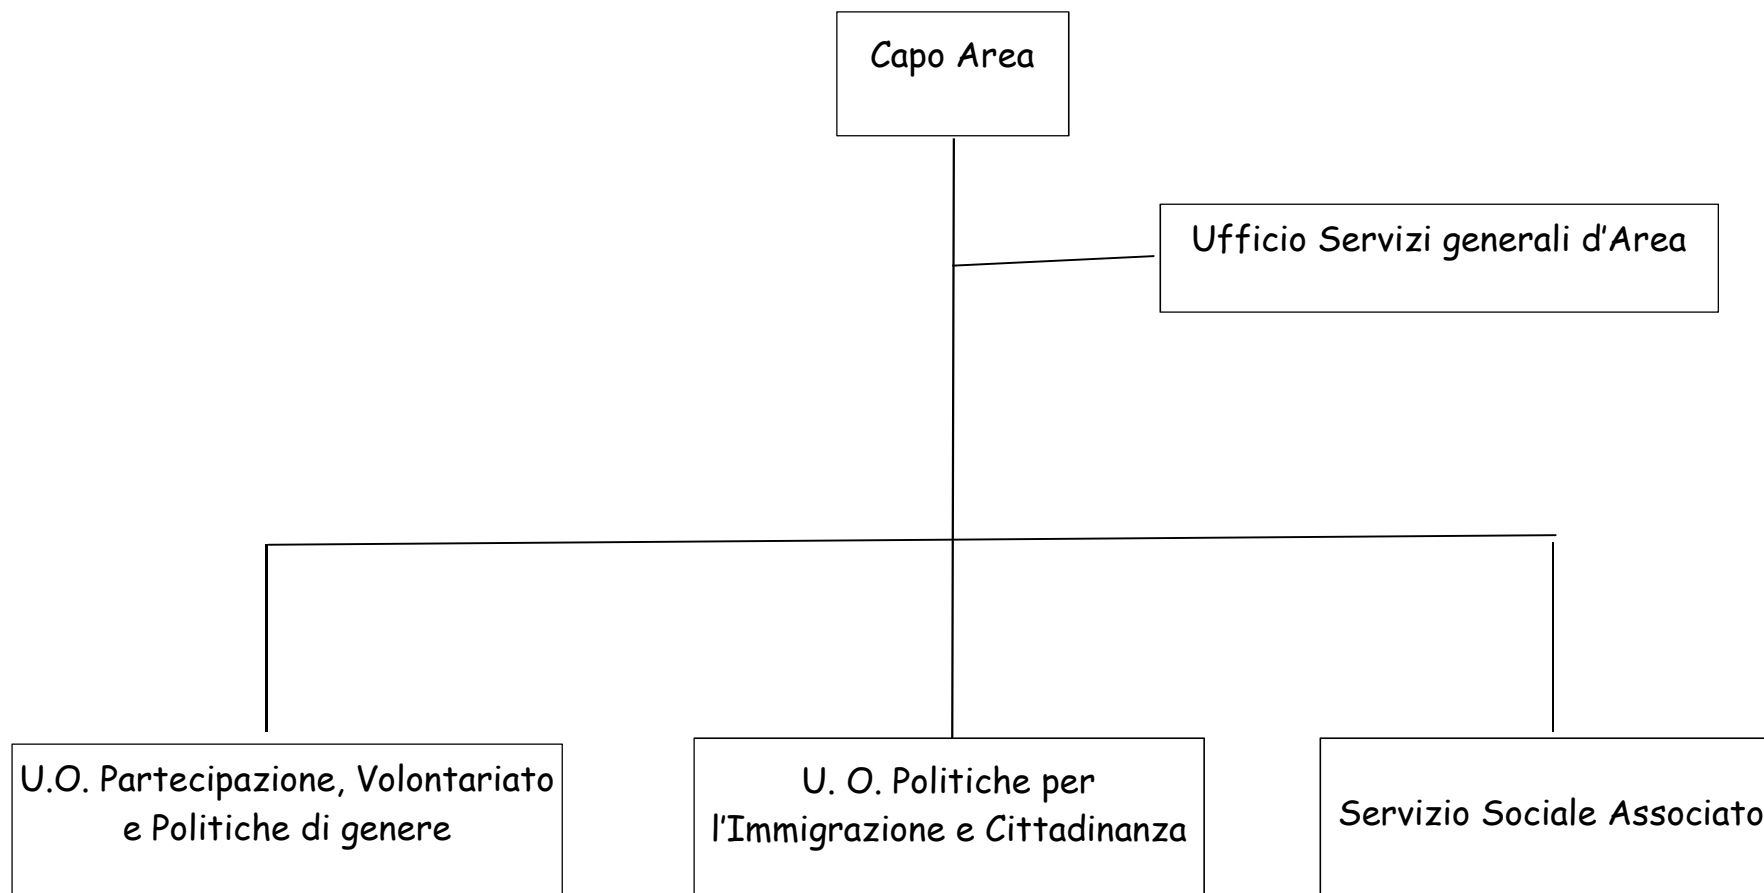 Capo Area
Ufficio Servizi generali d'Area
U.O. Partecipazione, Volontariato
e Politiche di genere
U. O. Politiche per
l'Immigrazione e Cittadinanza
Servizio Sociale Associato